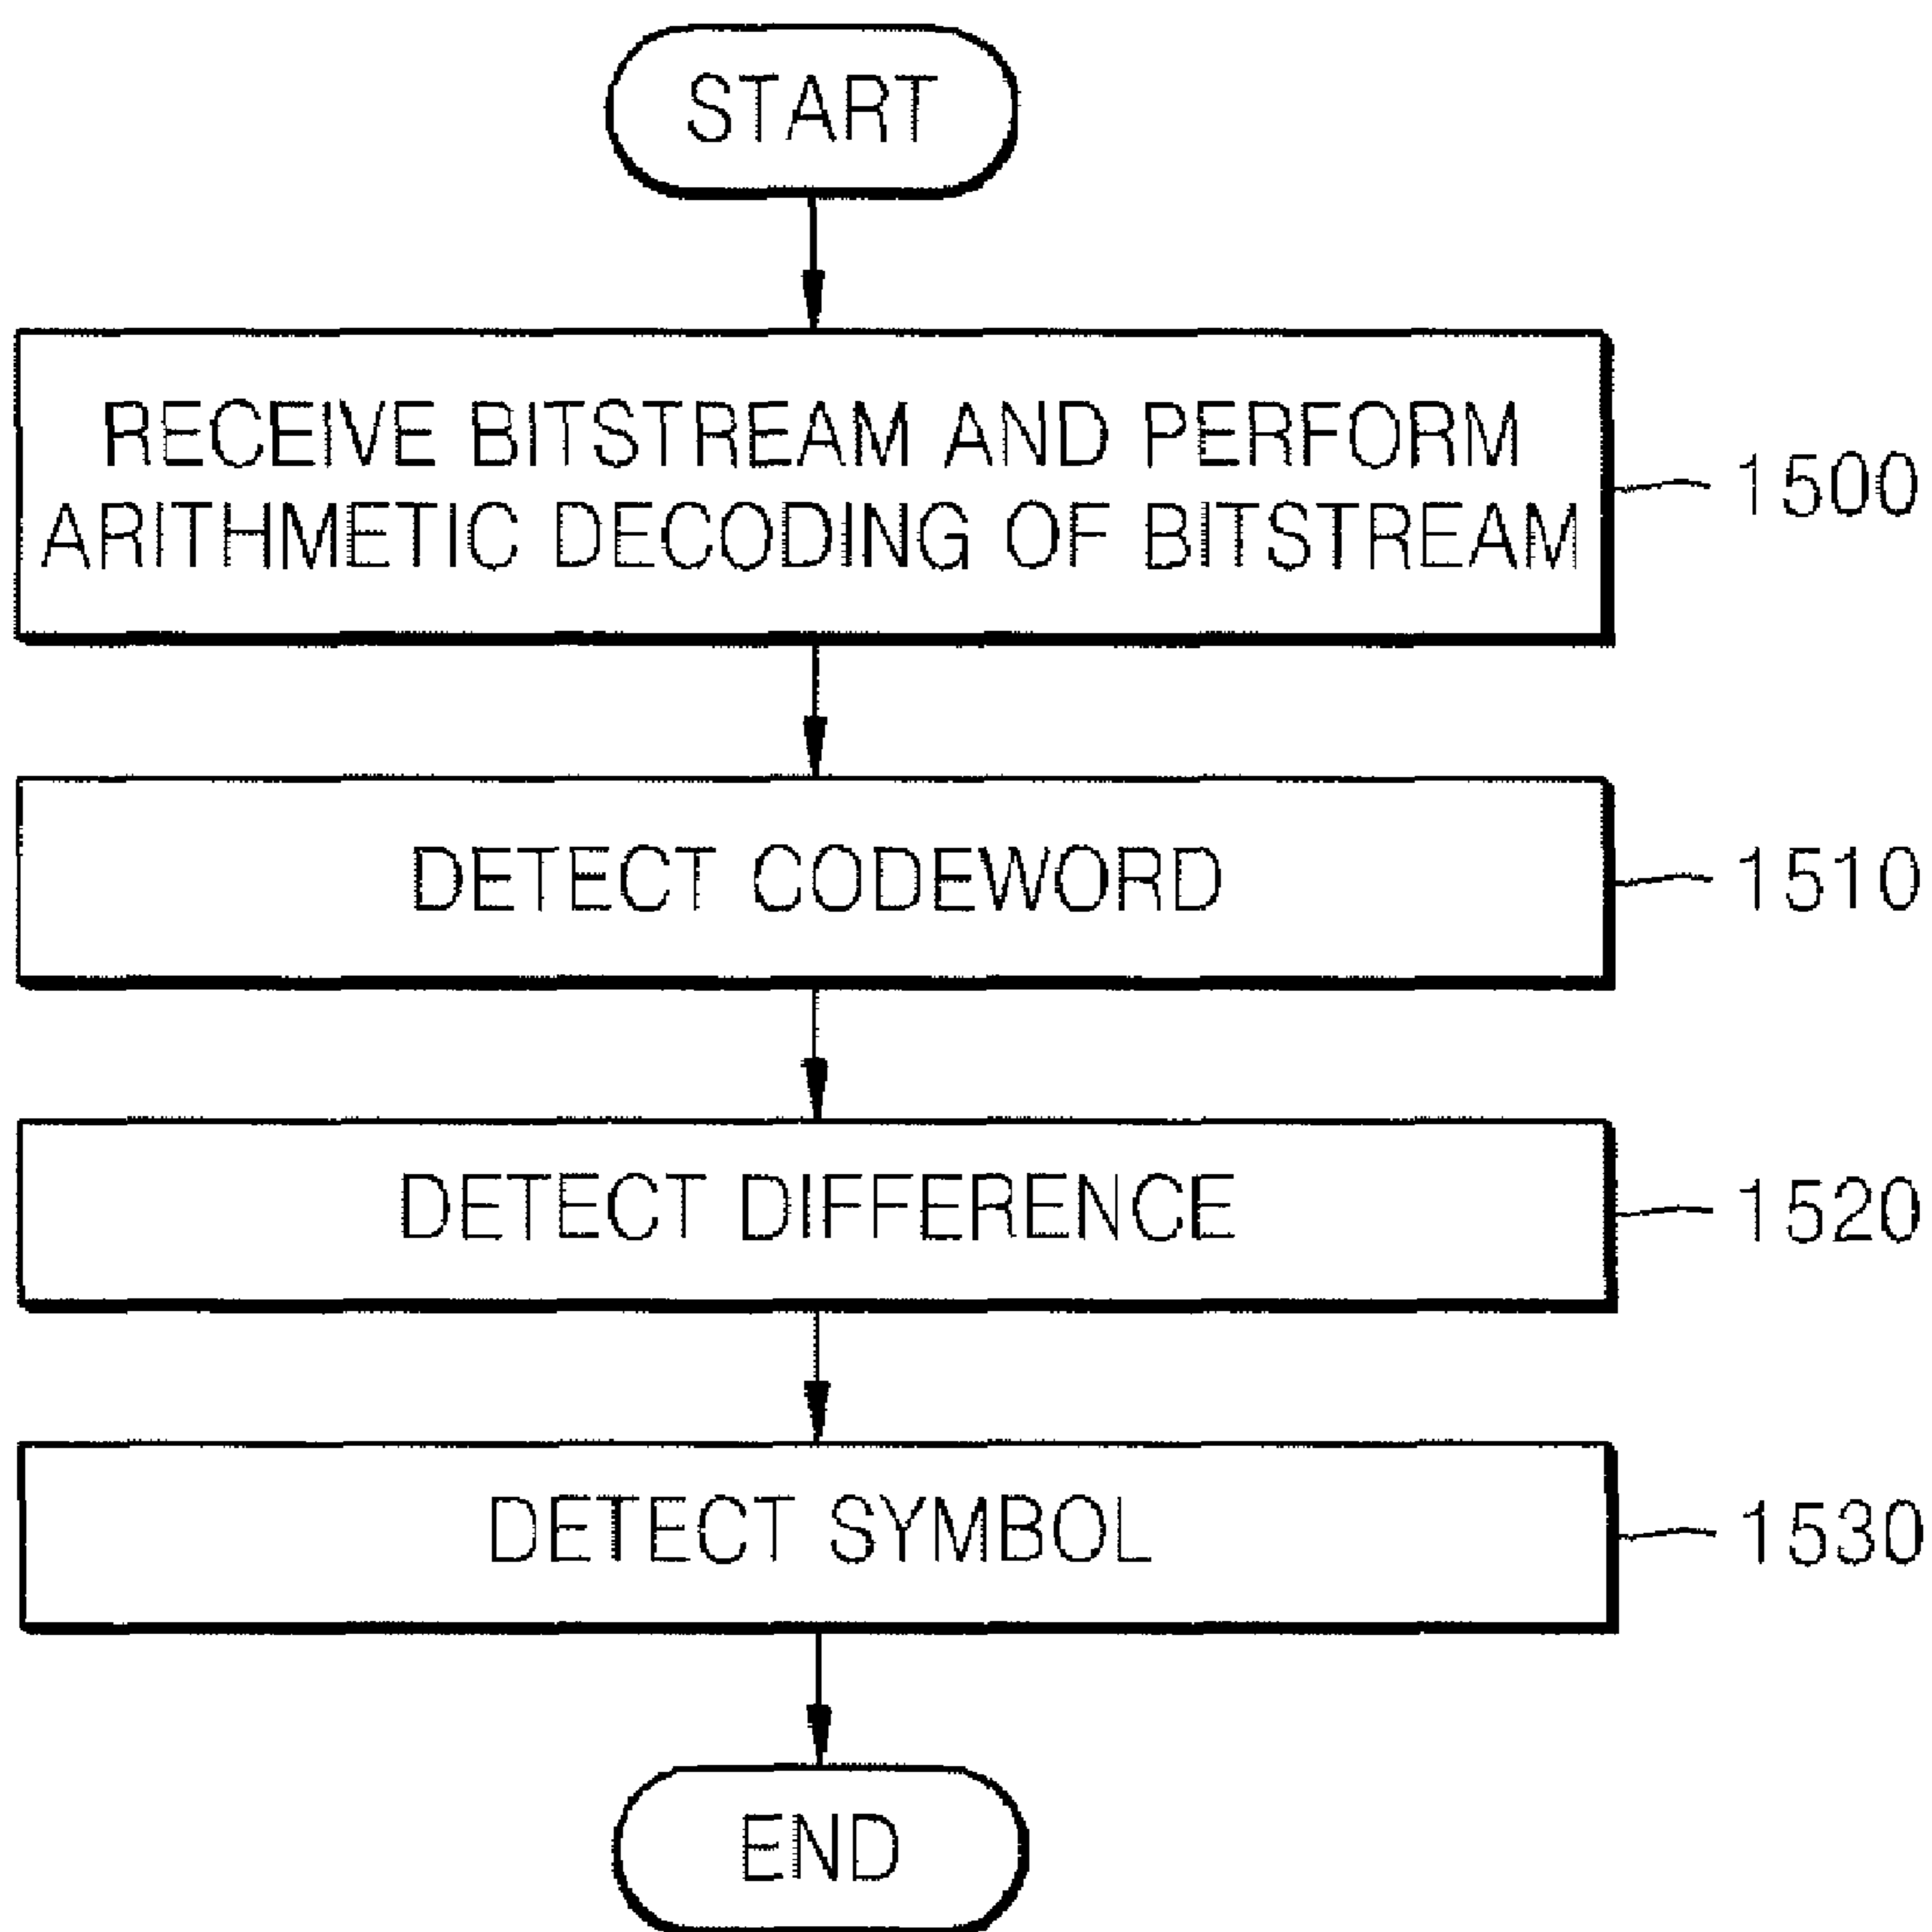 START
RECEIVE BITSTREAM AND PERFORM
ARITHMETIC DECODING OF BITSTREAM
1500
DETECT CODEWORD
1510
DETECT DIFFERENCE
1520
DETECT SYMBOL
1530
END